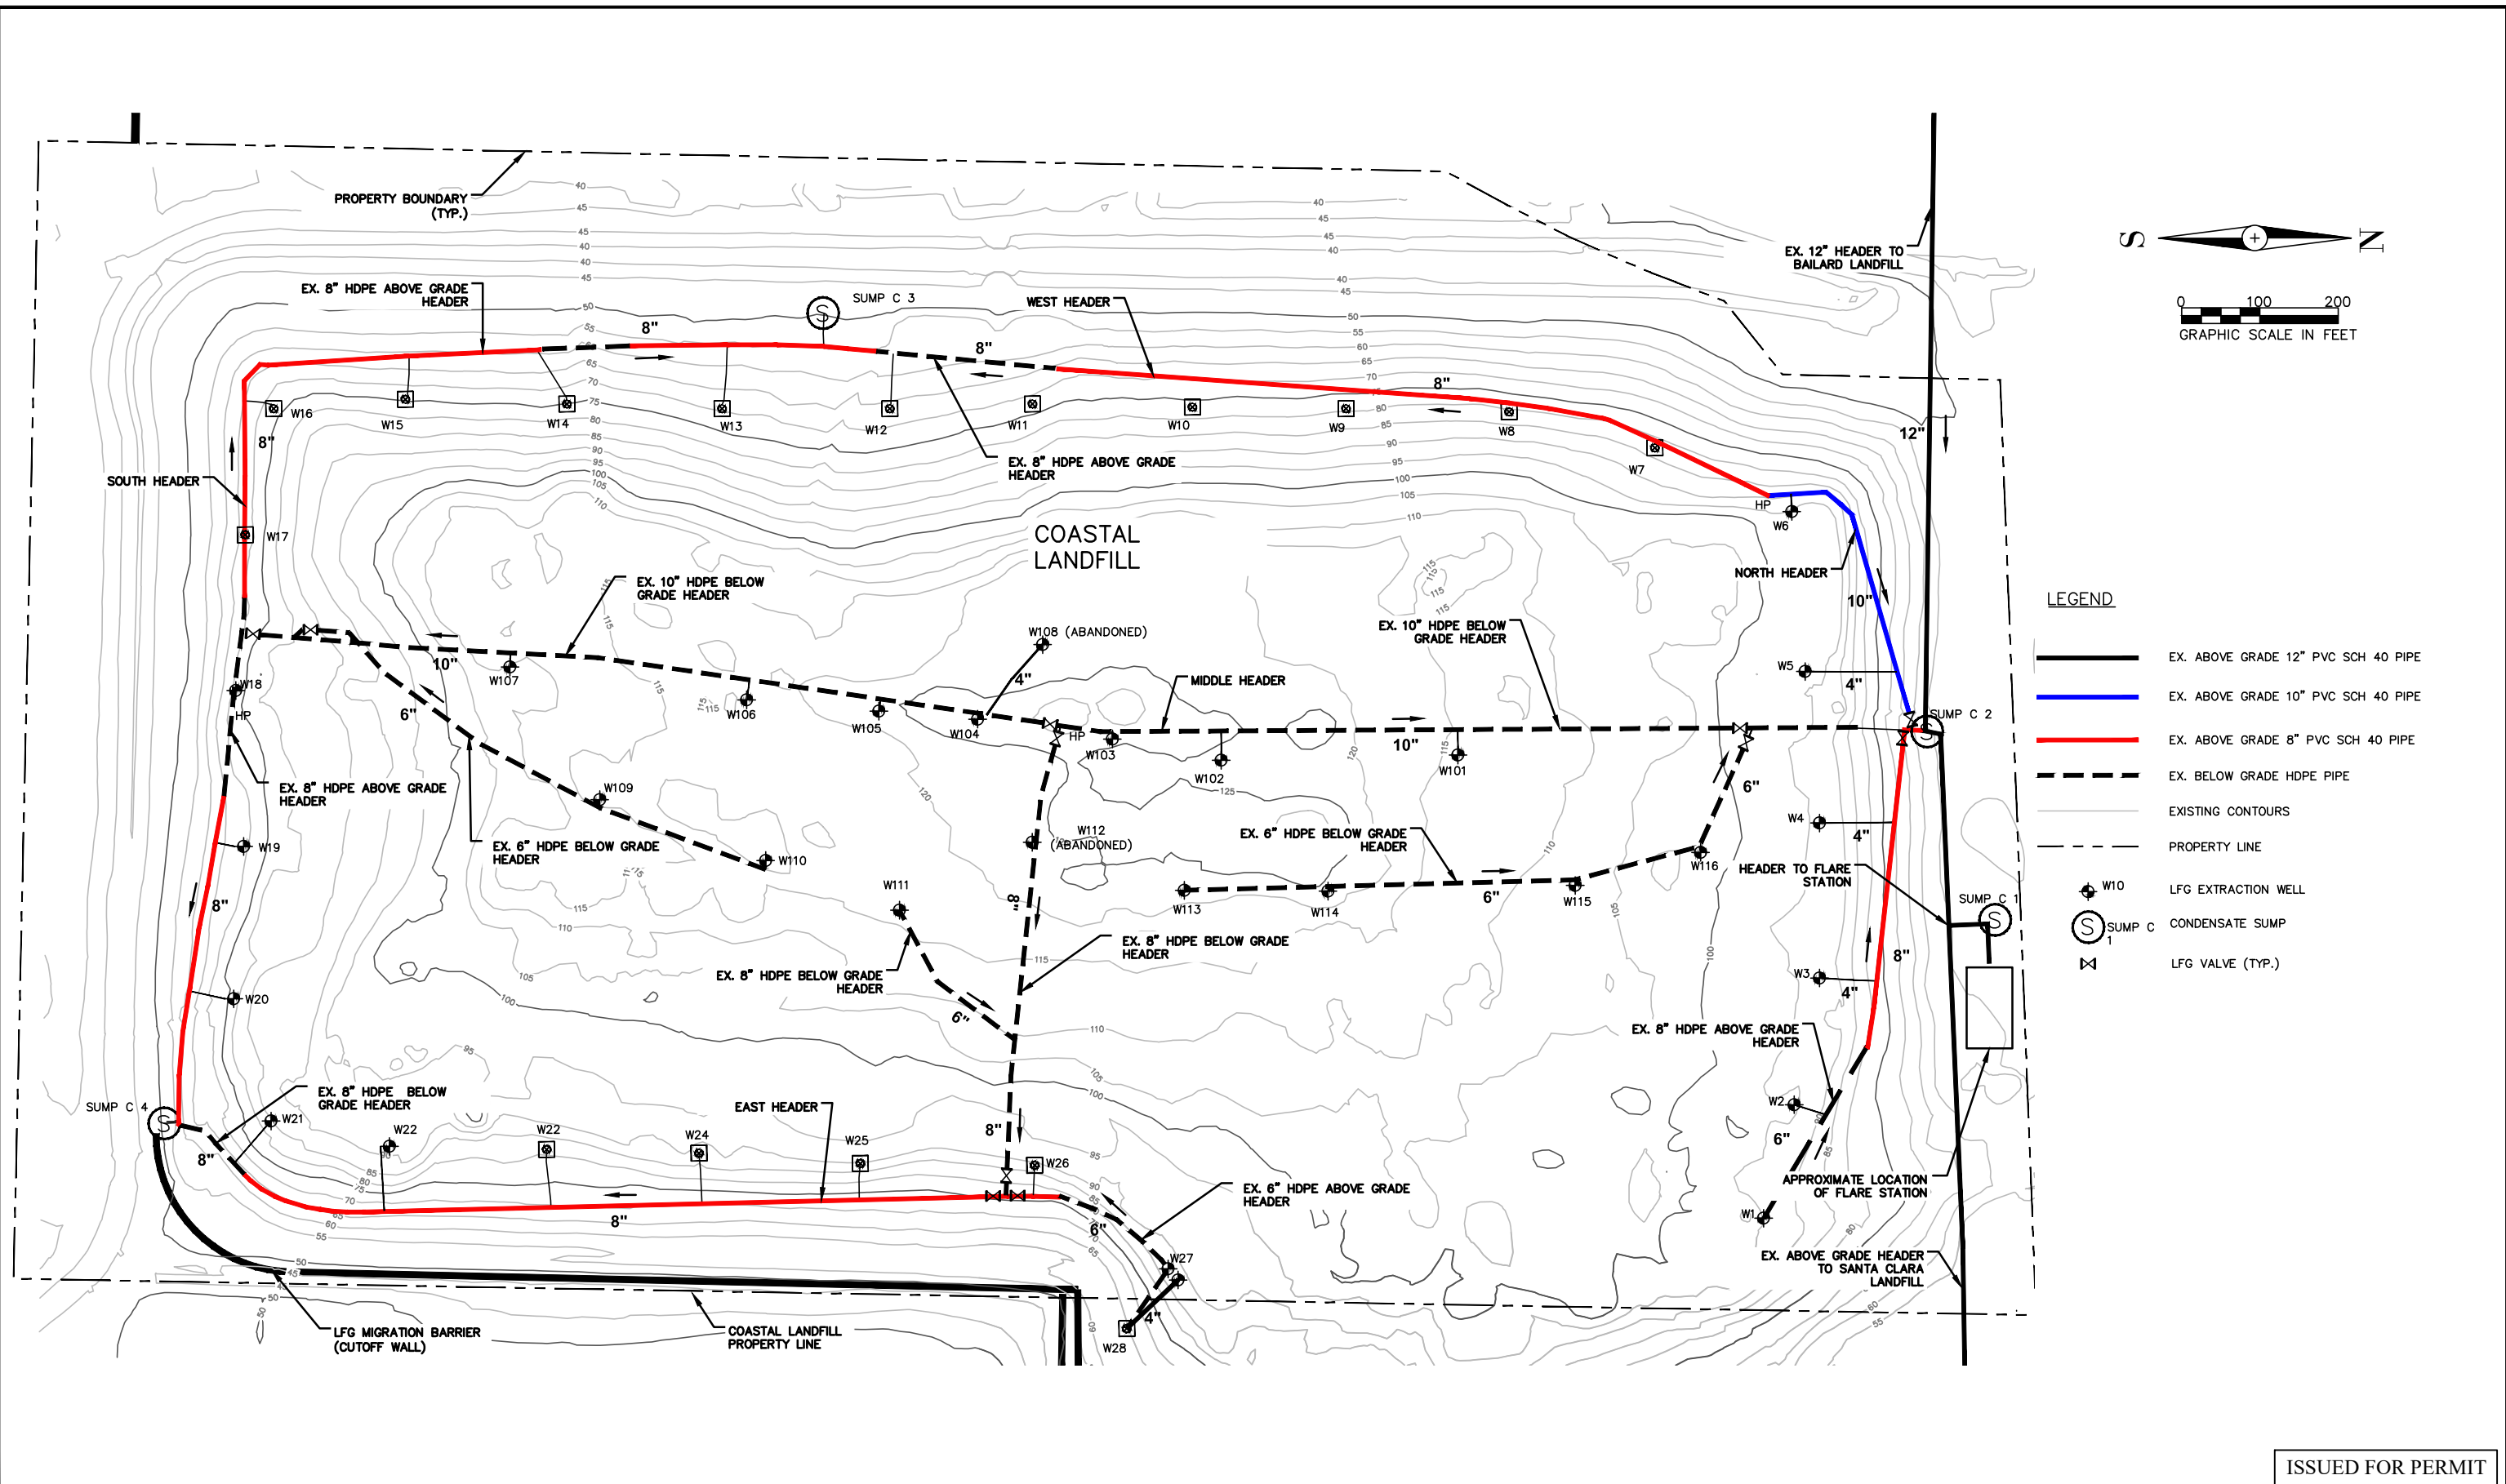 PROPERTY BOUNDARY
(TYP.)
EX. 8" HDPE ABOVE GRADE
HEADER
8"
SUMP C 3
S
WEST HEADER
8"
8"
EX. 12" HEADER TO
BAILARD LANDFILL
S
N
0 100 200
GRAPHIC SCALE IN FEET
W16
W15
W14
W13
W12
W11
W10
W9
W8
W7
12"
8"
SOUTH HEADER
EX. 8" HDPE ABOVE GRADE
HEADER
HP
W6
W17
COASTAL
LANDFILL
NORTH HEADER
10"
EX. 10" HDPE BELOW
GRADE HEADER
W108 (ABANDONED)
EX. 10" HDPE BELOW
GRADE HEADER
10"
W107
W5
4"
4"
MIDDLE HEADER
W18
HP
6"
W106
W105
W104
HP
W103
W102
10"
W101
SUMP C 2
S
EX. 8" HDPE ABOVE GRADE
HEADER
W109
6"
W19
EX. 6" HDPE BELOW GRADE
HEADER
W110
W112
(ABANDONED)
EX. 6" HDPE BELOW GRADE
HEADER
W4
4"
W116
HEADER TO FLARE
STATION
W111
8"
8"
W113
W114
6"
W115
SUMP C 1
S
EX. 8" HDPE BELOW GRADE
HEADER
EX. 8" HDPE BELOW GRADE
HEADER
8"
W3
4"
W20
6"
EX. 8" HDPE ABOVE GRADE
HEADER
SUMP C 4
S
EX. 8" HDPE BELOW
GRADE HEADER
EAST HEADER
W2
W21
W22
W22
W24
W25
8"
W26
6"
8"
8"
EX. 6" HDPE ABOVE GRADE
HEADER
APPROXIMATE LOCATION
OF FLARE STATION
W1
6"
W27
EX. ABOVE GRADE HEADER
TO SANTA CLARA
LANDFILL
4"
W28
LFG MIGRATION BARRIER
(CUTOFF WALL)
COASTAL LANDFILL
PROPERTY LINE
LEGEND
EX. ABOVE GRADE 12" PVC SCH 40 PIPE
EX. ABOVE GRADE 10" PVC SCH 40 PIPE
EX. ABOVE GRADE 8" PVC SCH 40 PIPE
EX. BELOW GRADE HDPE PIPE
EXISTING CONTOURS
PROPERTY LINE
W10 LFG EXTRACTION WELL
S SUMP C 1 CONDENSATE SUMP
LFG VALVE (TYP.)
ISSUED FOR PERMIT